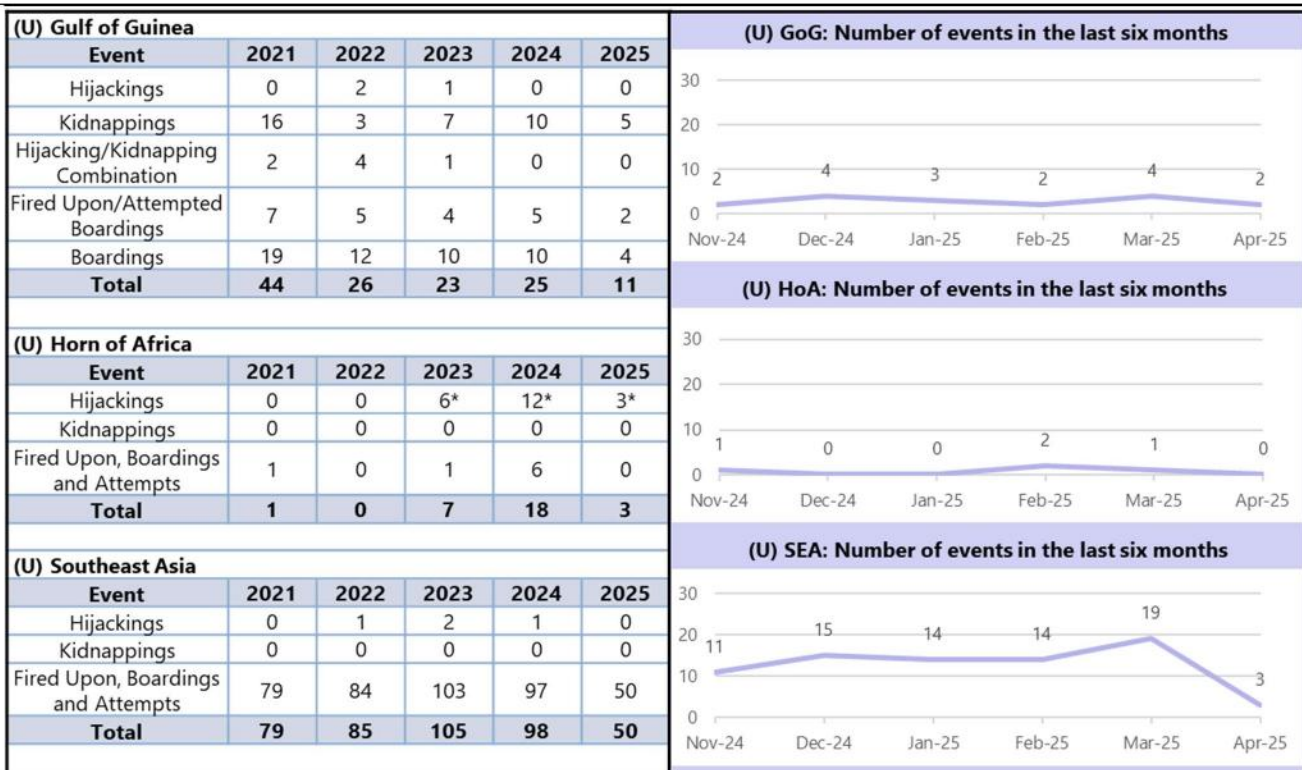 (U) Gulf of Guinea
Event 2021 2022 2023 2024 2025
Hijackings 0 2 1 0 0
Kidnappings 16 3 7 10 5
Hijacking/Kidnapping
Combination 2 4 1 0 0
Fired Upon/Attempted
Boardings 7 5 4 5 2
Boardings 19 12 10 10 4
Total 44 26 23 25 11
(U) Horn of Africa
Event 2021 2022 2023 2024 2025
Hijackings 0 0 6* 12* 3*
Kidnappings 0 0 0 0 0
Fired Upon, Boardings
and Attempts 1 0 1 6 0
Total 1 0 7 18 3
(U) Southeast Asia
Event 2021 2022 2023 2024 2025
Hijackings 0 1 2 1 0
Kidnappings 0 0 0 0 0
Fired Upon, Boardings
and Attempts 79 84 103 97 50
Total 79 85 105 98 50
(U) GoG: Number of events in the last six months
30
20
10
0
2 4 3 2 4 2
Nov-24 Dec-24 Jan-25 Feb-25 Mar-25 Apr-25
(U) HoA: Number of events in the last six months
30
20
10
0
1 0 0 2 1 0
Nov-24 Dec-24 Jan-25 Feb-25 Mar-25 Apr-25
(U) SEA: Number of events in the last six months
30
20
10
0
11 15 14 14 19 3
Nov-24 Dec-24 Jan-25 Feb-25 Mar-25 Apr-25